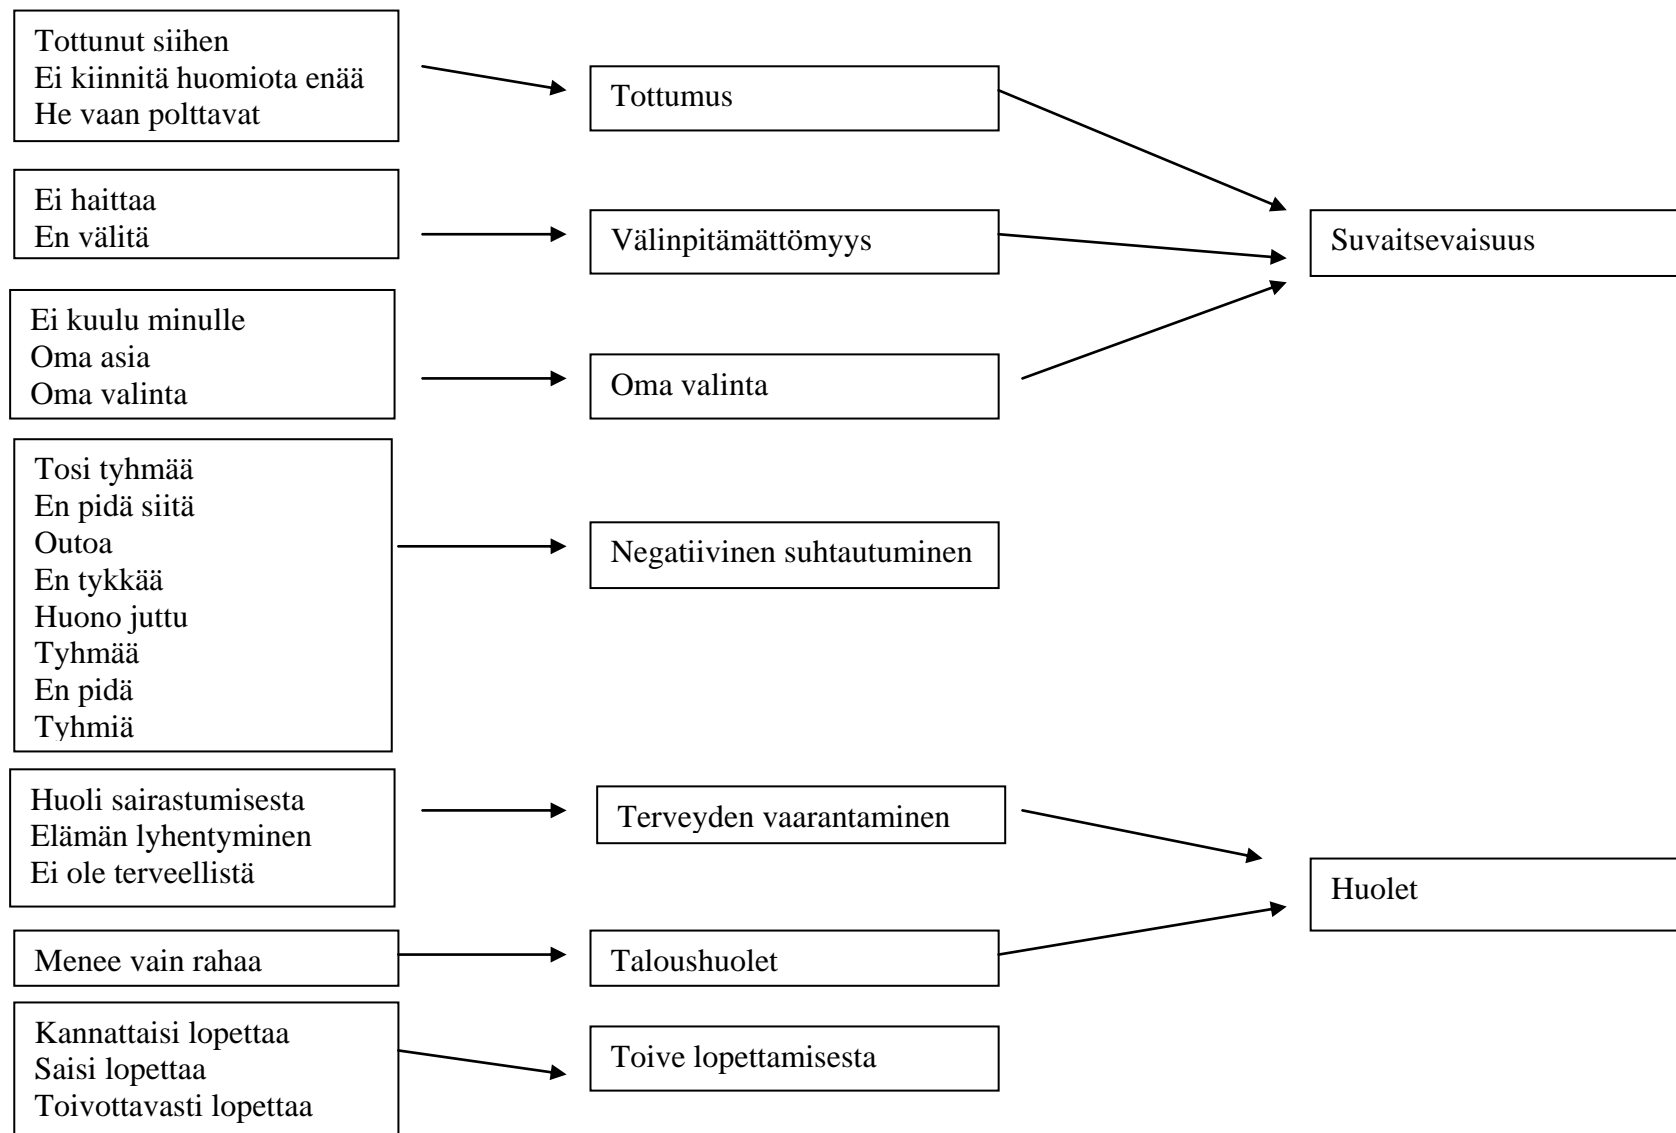 Tottunut siihen
Ei kiinnitä huomiota enää
He vaan polttavat
Tottumus
Ei haittaa
En välitä
Välinpitämättömyys
Suvaitsevaisuus
Ei kuulu minulle
Oma asia
Oma valinta
Oma valinta
Tosi tyhmää
En pidä siitä
Outoa
En tykkää
Huono juttu
Tyhmää
En pidä
Tyhmiä
Negatiivinen suhtautuminen
Huoli sairastumisesta
Elämän lyhentyminen
Ei ole terveellistä
Terveyden vaarantaminen
Huolet
Menee vain rahaa
Taloushuolet
Kannattaisi lopettaa
Saisi lopettaa
Toivottavasti lopettaa
Toive lopettamisesta